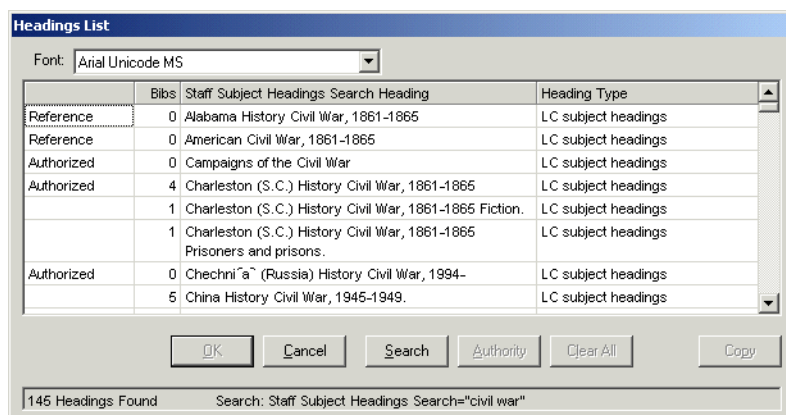 Headings List
Font: Arial Unicode MS
Bibs Staff Subject Headings Search Heading Heading Type
Reference 0 Alabama History Civil War, 1861-1865 LC subject headings
Reference 0 American Civil War, 1861-1865 LC subject headings
Authorized 0 Campaigns of the Civil War LC subject headings
Authorized 4 Charleston (S.C.) History Civil War, 1861-1865 LC subject headings
1 Charleston (S.C.) History Civil War, 1861-1865 Fiction. LC subject headings
1 Charleston (S.C.) History Civil War, 1861-1865 LC subject headings
Prisoners and prisons.
Authorized 0 Chechni͡a͡ (Russia) History Civil War, 1994- LC subject headings
5 China History Civil War, 1945-1949. LC subject headings
OK Cancel Search Authority Clear All Copy
145 Headings Found Search: Staff Subject Headings Search="civil war"